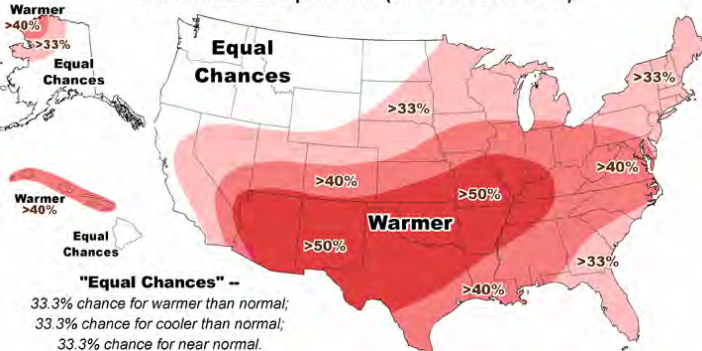 Warmer
>40%
>33%
Equal
Chances
Warmer
>40%
Equal
Chances
Equal
Chances
>33%
>33%
>40%
>50%
>40%
Warmer
>50%
>33%
>40%
"Equal Chances" --
33.3% chance for warmer than normal;
33.3% chance for cooler than normal;
33.3% chance for near normal.